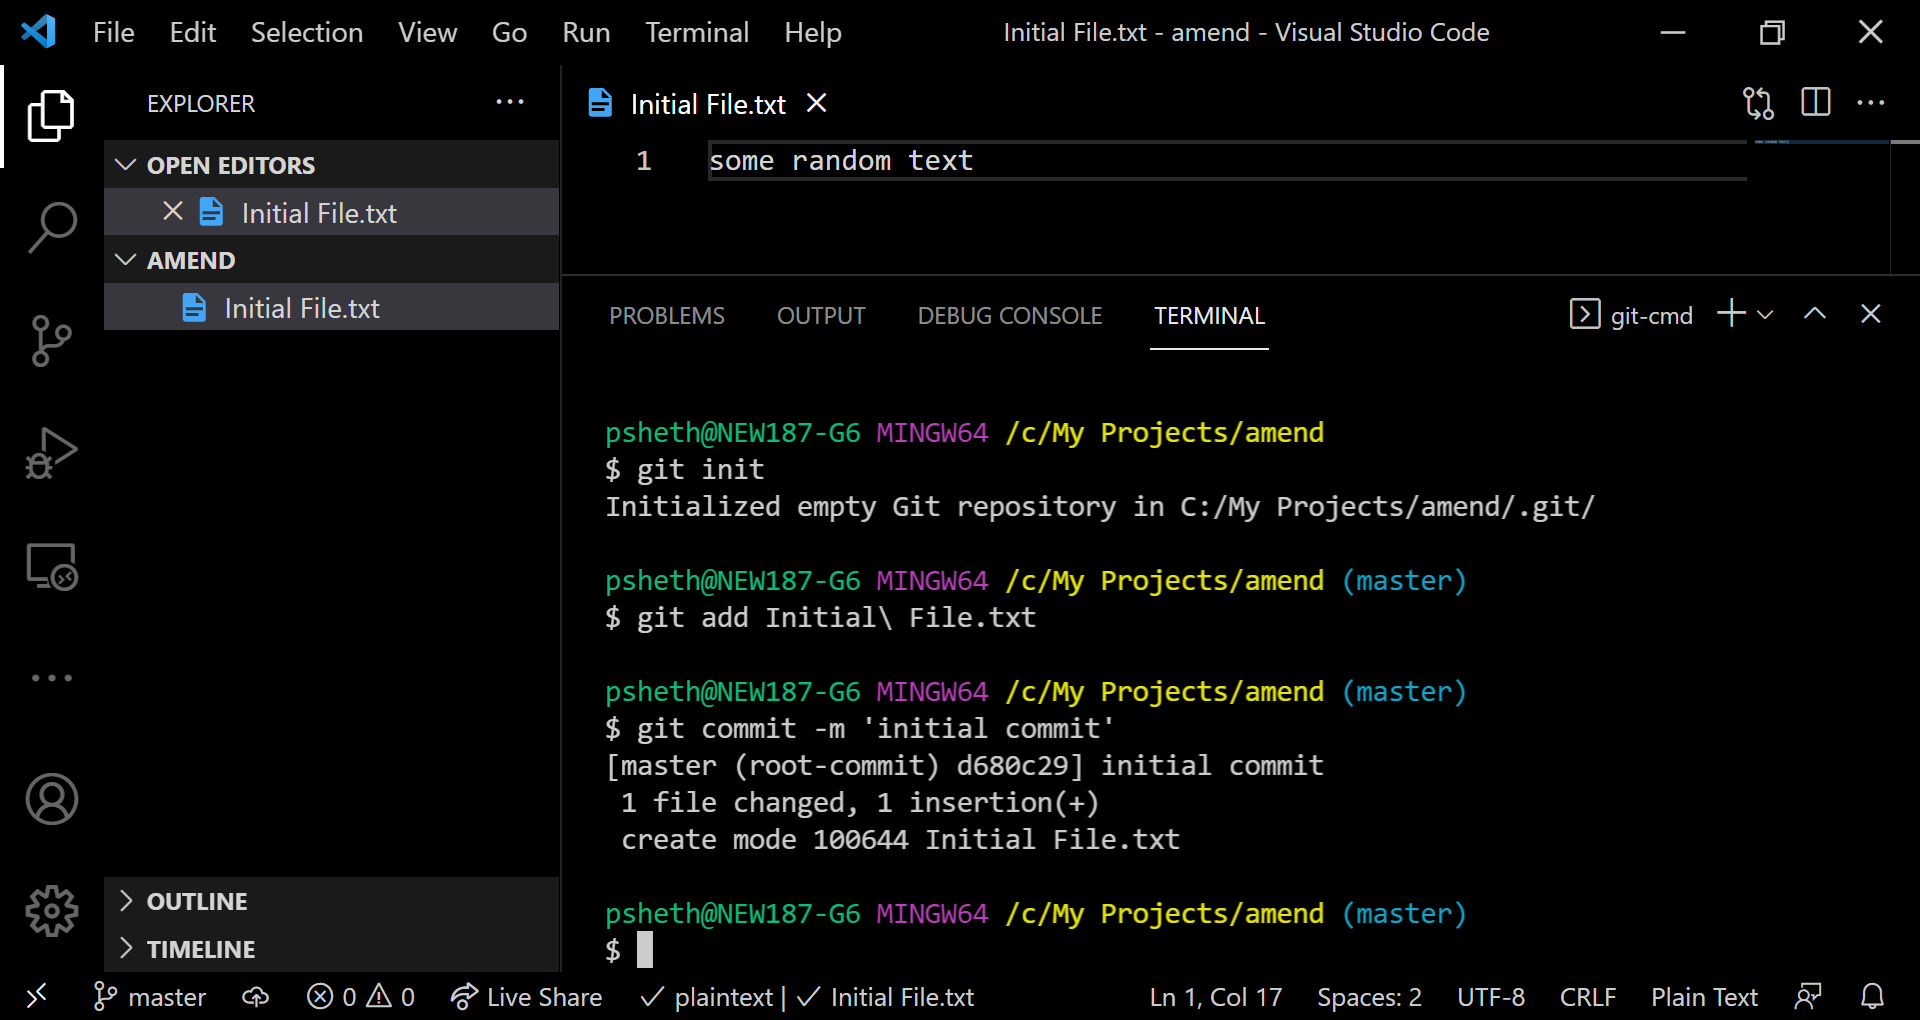 File Edit Selection View Go Run Terminal Help Initial File.txt - amend - Visual Studio Code
EXPLORER
OPEN EDITORS
Initial File.txt
AMEND
Initial File.txt
OUTLINE
TIMELINE
Initial File.txt
1 some random text
PROBLEMS OUTPUT DEBUG CONSOLE TERMINAL git-cmd
psheth@NEW187-G6 MINGW64 /c/My Projects/amend
$ git init
Initialized empty Git repository in C:/My Projects/amend/.git/
psheth@NEW187-G6 MINGW64 /c/My Projects/amend (master)
$ git add Initial\ File.txt
psheth@NEW187-G6 MINGW64 /c/My Projects/amend (master)
$ git commit -m 'initial commit'
[master (root-commit) d680c29] initial commit
1 file changed, 1 insertion(+)
create mode 100644 Initial File.txt
psheth@NEW187-G6 MINGW64 /c/My Projects/amend (master)
$
master 0 0 Live Share plaintext | Initial File.txt Ln 1, Col 17 Spaces: 2 UTF-8 CRLF Plain Text